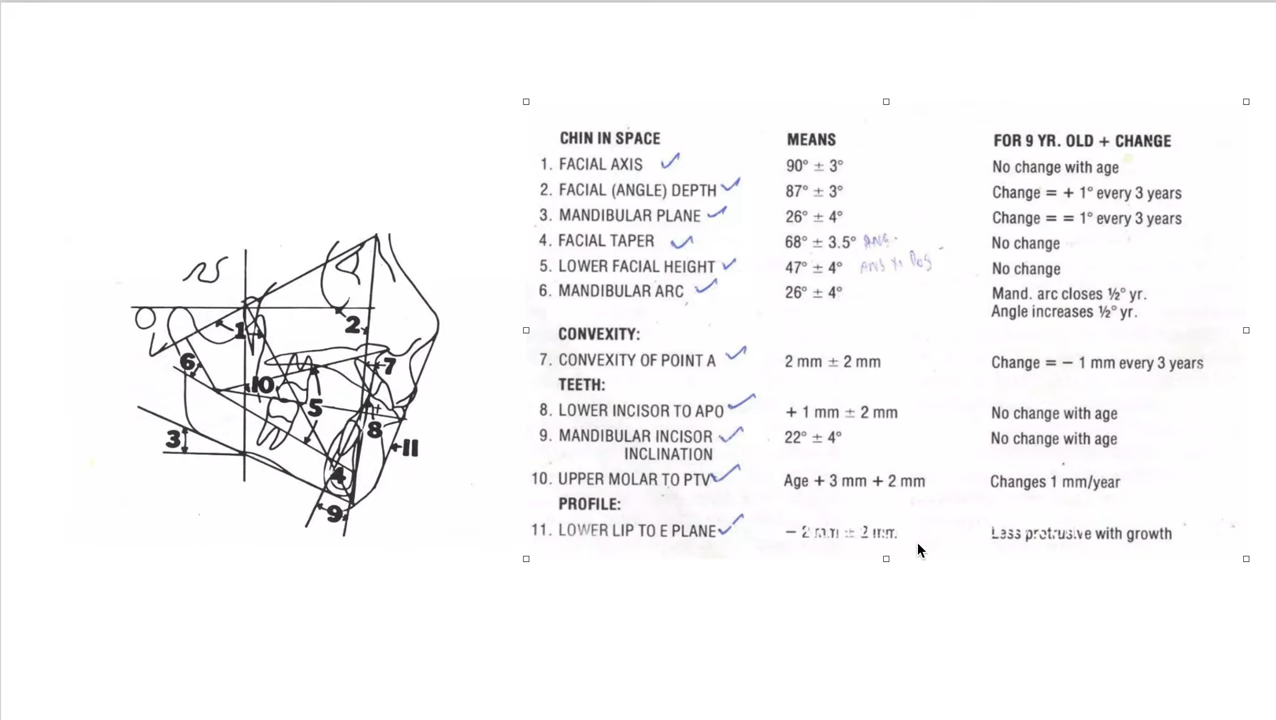 CHIN IN SPACE MEANS FOR 9 YR. OLD + CHANGE
1. FACIAL AXIS 90° ± 3° No change with age
2. FACIAL (ANGLE) DEPTH 87° ± 3° Change = + 1° every 3 years
3. MANDIBULAR PLANE 26° ± 4° Change = = 1° every 3 years
4. FACIAL TAPER 68° ± 3.5° No change
5. LOWER FACIAL HEIGHT 47° ± 4° No change
6. MANDIBULAR ARC 26° ± 4° Mand. arc closes ½° yr.
Angle increases ½° yr.
CONVEXITY:
7. CONVEXITY OF POINT A 2 mm ± 2 mm Change = − 1 mm every 3 years
TEETH:
8. LOWER INCISOR TO APO + 1 mm ± 2 mm No change with age
9. MANDIBULAR INCISOR 22° ± 4° No change with age
INCLINATION
10. UPPER MOLAR TO PTV Age + 3 mm + 2 mm Changes 1 mm/year
PROFILE:
11. LOWER LIP TO E PLANE − 2 mm ± 2 mm. Less protrusive with growth
1
2
6
7
10
5
8
3
11
4
9